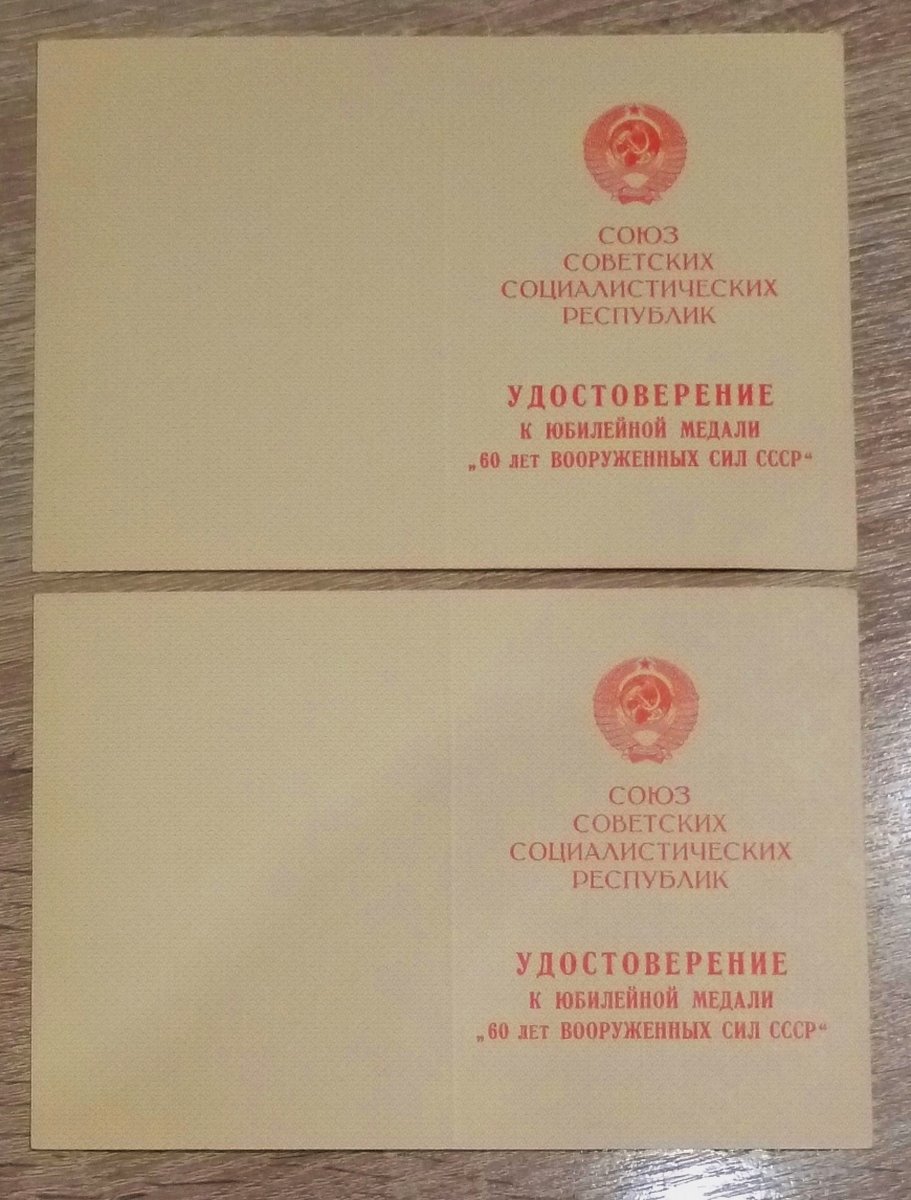 СОЮЗ
СОВЕТСКИХ
СОЦИАЛИСТИЧЕСКИХ
РЕСПУБЛИК
УДОСТОВЕРЕНИЕ
К ЮБИЛЕЙНОЙ МЕДАЛИ
„60 ЛЕТ ВООРУЖЕННЫХ СИЛ СССР“
СОЮЗ
СОВЕТСКИХ
СОЦИАЛИСТИЧЕСКИХ
РЕСПУБЛИК
УДОСТОВЕРЕНИЕ
К ЮБИЛЕЙНОЙ МЕДАЛИ
„60 ЛЕТ ВООРУЖЕННЫХ СИЛ СССР“